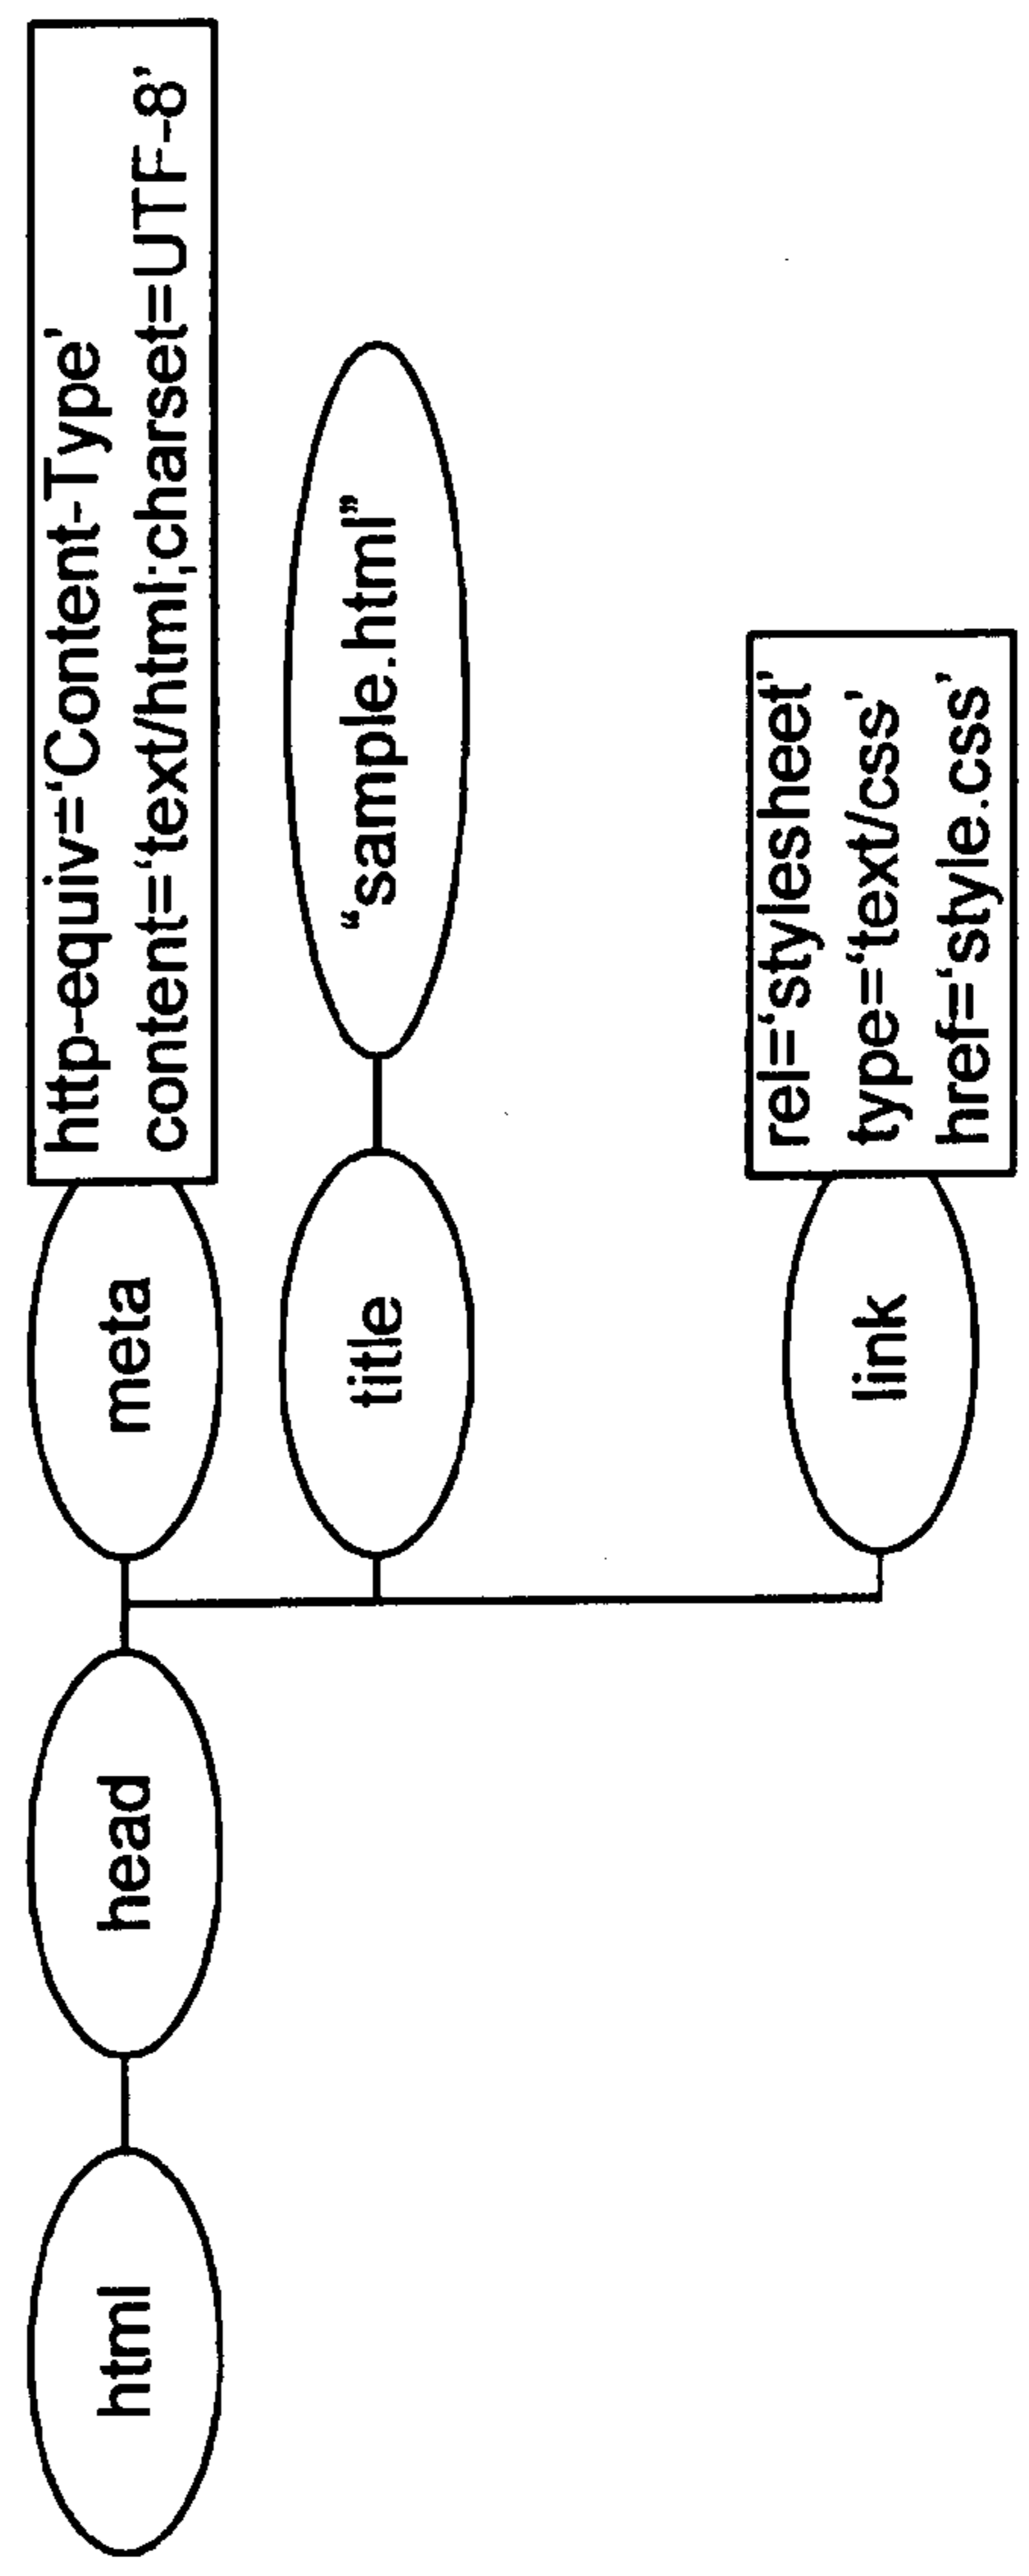 html
head
meta
http-equiv=‘Content-Type’
content=‘text/html;charset=UTF-8’
title
“sample.html”
link
rel=‘stylesheet’
type=‘text/css’
href=‘style.css’